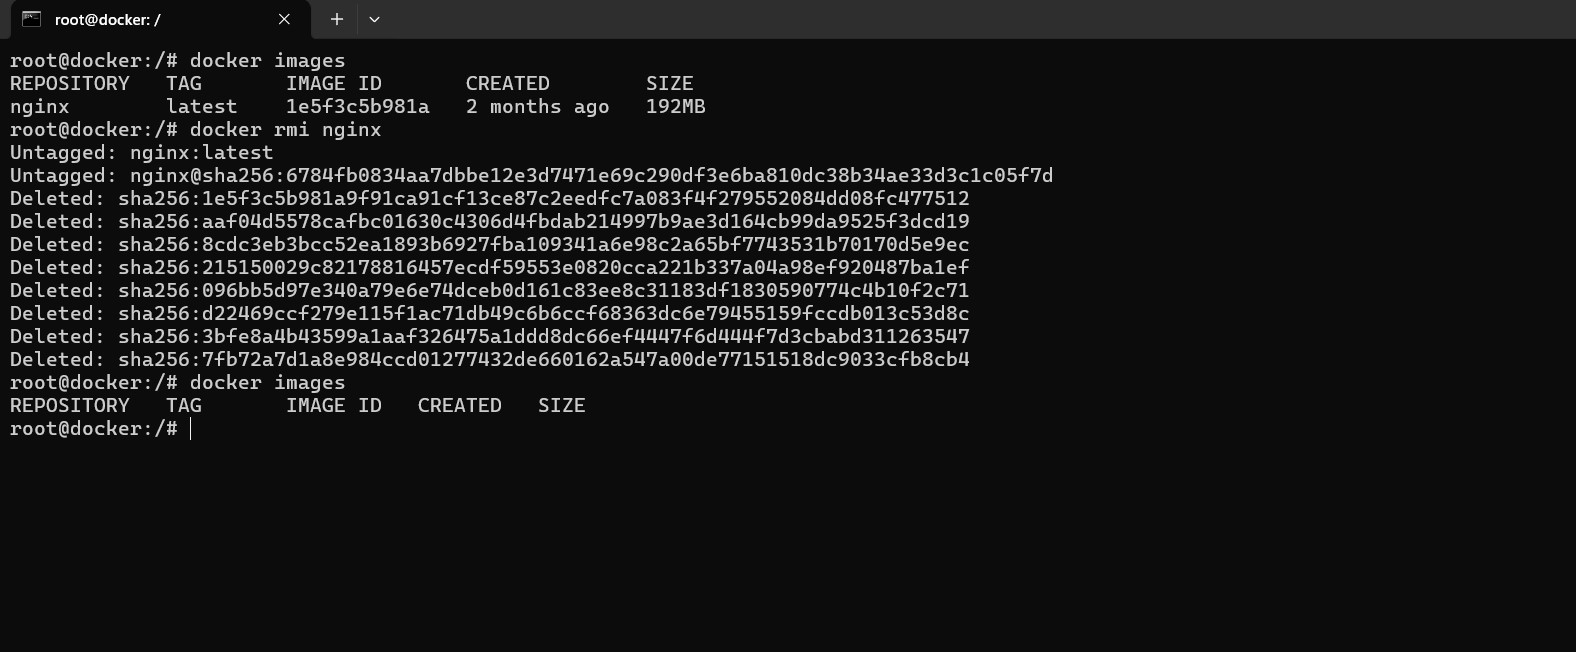 root@docker: /
root@docker:/# docker images
REPOSITORY   TAG       IMAGE ID       CREATED        SIZE
nginx        latest    1e5f3c5b981a   2 months ago   192MB
root@docker:/# docker rmi nginx
Untagged: nginx:latest
Untagged: nginx@sha256:6784fb0834aa7dbbe12e3d7471e69c290df3e6ba810dc38b34ae33d3c1c05f7d
Deleted: sha256:1e5f3c5b981a9f91ca91cf13ce87c2eedfc7a083f4f279552084dd08fc477512
Deleted: sha256:aaf04d5578cafbc01630c4306d4fbdab214997b9ae3d164cb99da9525f3dcd19
Deleted: sha256:8cdc3eb3bcc52ea1893b6927fba109341a6e98c2a65bf7743531b70170d5e9ec
Deleted: sha256:215150029c82178816457ecdf59553e0820cca221b337a04a98ef920487ba1ef
Deleted: sha256:096bb5d97e340a79e6e74dceb0d161c83ee8c31183df1830590774c4b10f2c71
Deleted: sha256:d22469ccf279e115f1ac71db49c6b6ccf68363dc6e79455159fccdb013c53d8c
Deleted: sha256:3bfe8a4b43599a1aaf326475a1ddd8dc66ef4447f6d444f7d3cbabd311263547
Deleted: sha256:7fb72a7d1a8e984ccd01277432de660162a547a00de77151518dc9033cfb8cb4
root@docker:/# docker images
REPOSITORY   TAG       IMAGE ID   CREATED   SIZE
root@docker:/#